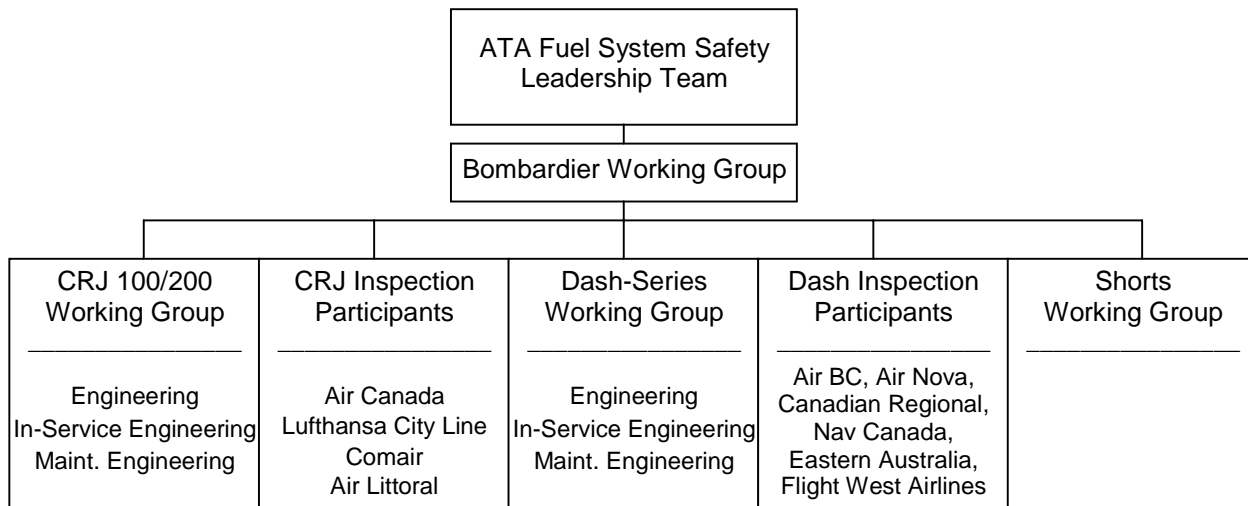 ATA Fuel System Safety
Leadership Team
Bombardier Working Group
CRJ 100/200
Working Group
Engineering
In-Service Engineering
Maint. Engineering
CRJ Inspection
Participants
Air Canada
Lufthansa City Line
Comair
Air Littoral
Dash-Series
Working Group
Engineering
In-Service Engineering
Maint. Engineering
Dash Inspection
Participants
Air BC, Air Nova,
Canadian Regional,
Nav Canada,
Eastern Australia,
Flight West Airlines
Shorts
Working Group